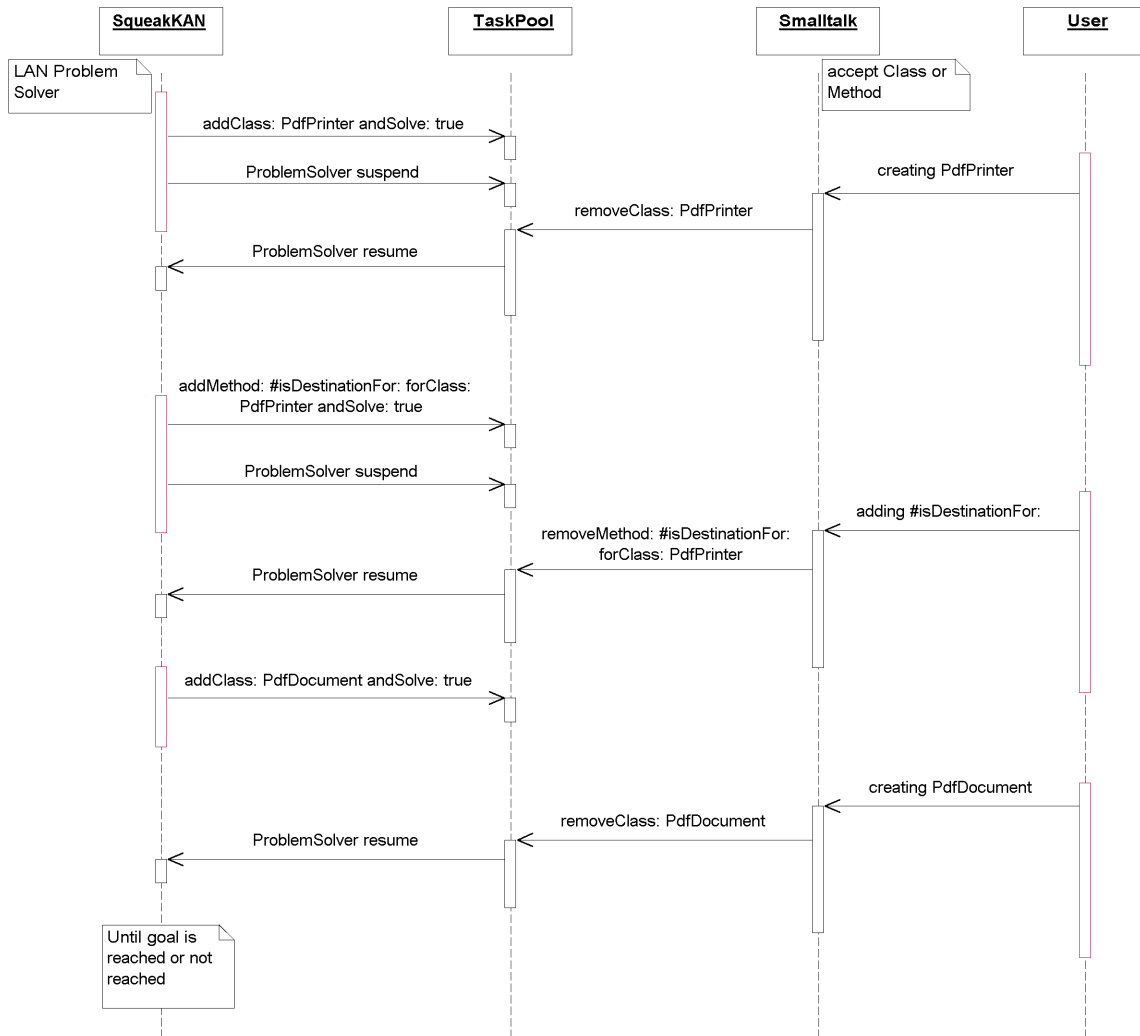 SqueakKAN
TaskPool
Smalltalk
User
LAN Problem
Solver
accept Class or
Method
addClass: PdfPrinter andSolve: true
ProblemSolver suspend
creating PdfPrinter
removeClass: PdfPrinter
ProblemSolver resume
addMethod: #isDestinationFor: forClass:
PdfPrinter andSolve: true
ProblemSolver suspend
adding #isDestinationFor:
removeMethod: #isDestinationFor:
forClass: PdfPrinter
ProblemSolver resume
addClass: PdfDocument andSolve: true
creating PdfDocument
removeClass: PdfDocument
ProblemSolver resume
Until goal is
reached or not
reached